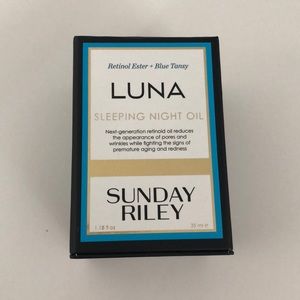 Retinol Ester + Blue Tansy
LUNA
SLEEPING NIGHT OIL
Next-generation retinoid oil reduces
the appearance of pores and
wrinkles while fighting the signs of
premature aging and redness
SUNDAY
RILEY
1.18 fl oz 35 ml e